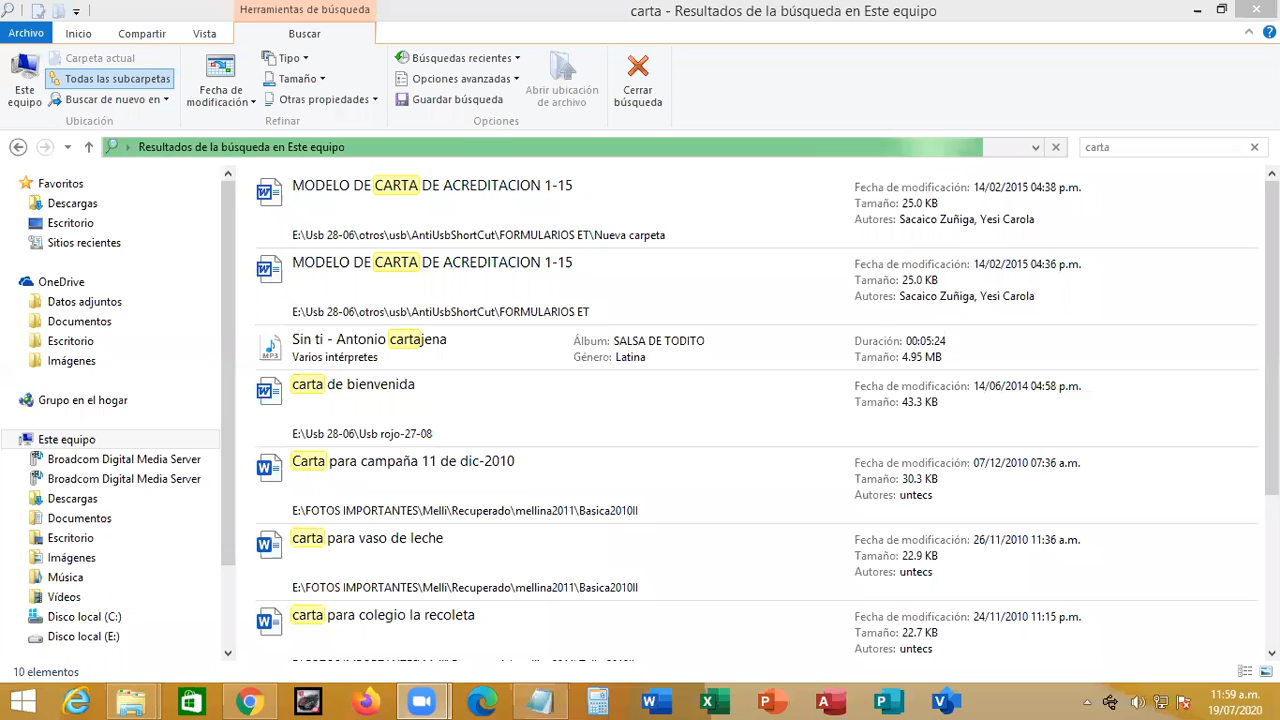 Herramientas de búsqueda
carta - Resultados de la búsqueda en Este equipo
Archivo
Inicio
Compartir
Vista
Buscar
Este equipo
Carpeta actual
Todas las subcarpetas
Buscar de nuevo en
Ubicación
Fecha de modificación
Tipo
Tamaño
Otras propiedades
Refinar
Búsquedas recientes
Opciones avanzadas
Guardar búsqueda
Abrir ubicación de archivo
Opciones
Cerrar búsqueda
Resultados de la búsqueda en Este equipo
carta
Favoritos
Descargas
Escritorio
Sitios recientes
OneDrive
Datos adjuntos
Documentos
Escritorio
Imágenes
Grupo en el hogar
Este equipo
Broadcom Digital Media Server
Broadcom Digital Media Server
Descargas
Documentos
Escritorio
Imágenes
Música
Vídeos
Disco local (C:)
Disco local (E:)
MODELO DE CARTA DE ACREDITACION 1-15
Fecha de modificación: 14/02/2015 04:38 p.m.
Tamaño: 25.0 KB
Autores: Sacaico Zuñiga, Yesi Carola
E:\Usb 28-06\otros\usb\AntiUsbShortCut\FORMULARIOS ET\Nueva carpeta
MODELO DE CARTA DE ACREDITACION 1-15
Fecha de modificación: 14/02/2015 04:36 p.m.
Tamaño: 25.0 KB
Autores: Sacaico Zuñiga, Yesi Carola
E:\Usb 28-06\otros\usb\AntiUsbShortCut\FORMULARIOS ET
Sin ti - Antonio cartajena
Varios intérpretes
Álbum: SALSA DE TODITO
Género: Latina
Duración: 00:05:24
Tamaño: 4.95 MB
MP3
carta de bienvenida
Fecha de modificación: 14/06/2014 04:58 p.m.
Tamaño: 43.3 KB
E:\Usb 28-06\Usb rojo-27-08
Carta para campaña 11 de dic-2010
Fecha de modificación: 07/12/2010 07:36 a.m.
Tamaño: 30.3 KB
Autores: untecs
E:\FOTOS IMPORTANTES\Melli\Recuperado\mellina2011\Basica2010II
carta para vaso de leche
Fecha de modificación: 26/11/2010 11:36 a.m.
Tamaño: 22.9 KB
Autores: untecs
E:\FOTOS IMPORTANTES\Melli\Recuperado\mellina2011\Basica2010II
carta para colegio la recoleta
Fecha de modificación: 24/11/2010 11:15 p.m.
Tamaño: 22.7 KB
Autores: untecs
10 elementos
11:59 a.m.
19/07/2020